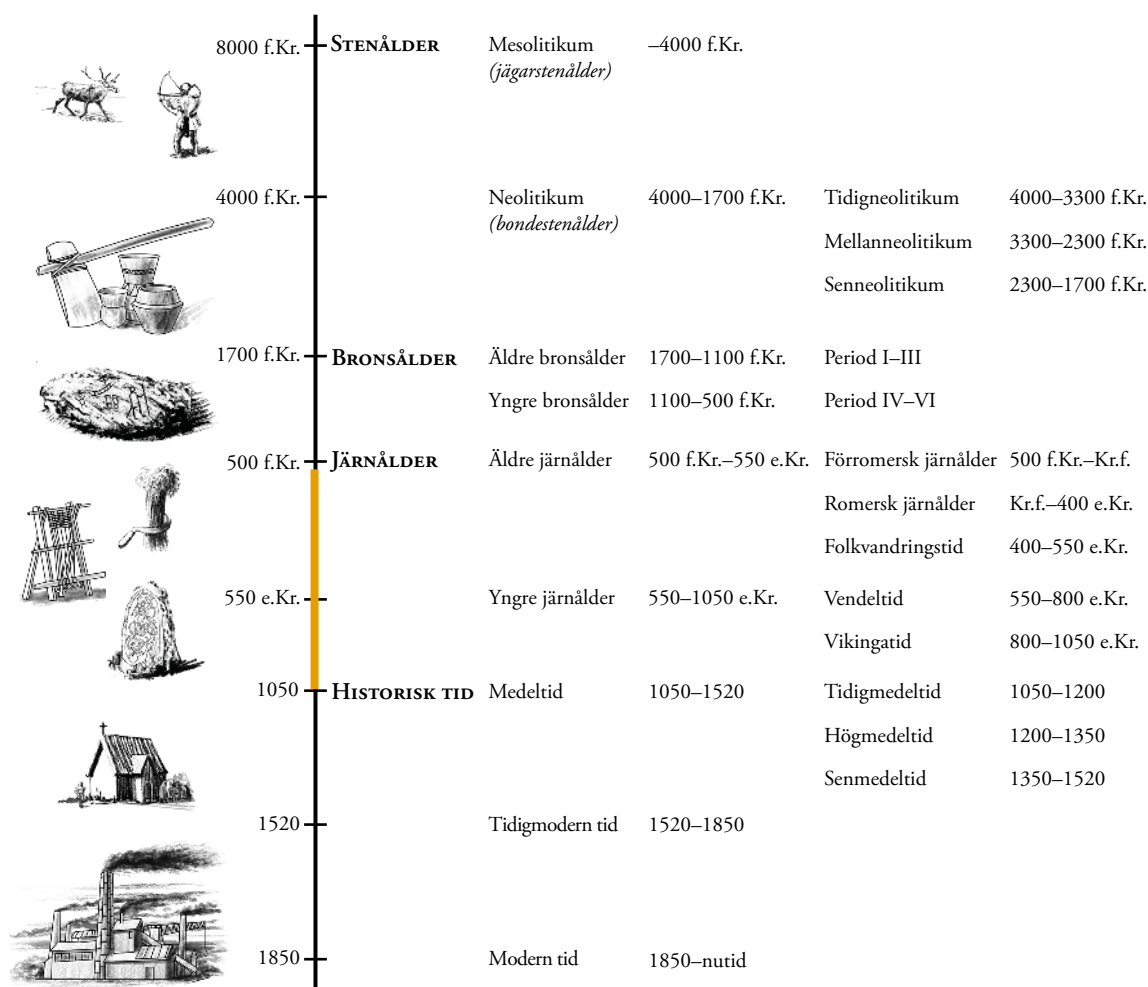 8000 f.Kr. STENÅLDER Mesolitikum –4000 f.Kr.
(jägarstenålder)
4000 f.Kr. Neolitikum 4000–1700 f.Kr. Tidigneolitikum 4000–3300 f.Kr.
(bondestenålder)
Mellanneolitikum 3300–2300 f.Kr.
Senneolitikum 2300–1700 f.Kr.
1700 f.Kr. BRONSÅLDER Äldre bronsålder 1700–1100 f.Kr. Period I–III
Yngre bronsålder 1100–500 f.Kr. Period IV–VI
500 f.Kr. JÄRNÅLDER Äldre järnålder 500 f.Kr.–550 e.Kr. Förromersk järnålder 500 f.Kr.–Kr.f.
Romersk järnålder Kr.f.–400 e.Kr.
Folkvandringstid 400–550 e.Kr.
550 e.Kr. Yngre järnålder 550–1050 e.Kr. Vendeltid 550–800 e.Kr.
Vikingatid 800–1050 e.Kr.
1050 HISTORISK TID Medeltid 1050–1520 Tidigmedeltid 1050–1200
Högmedeltid 1200–1350
Senmedeltid 1350–1520
1520 Tidigmodern tid 1520–1850
1850 Modern tid 1850–nutid